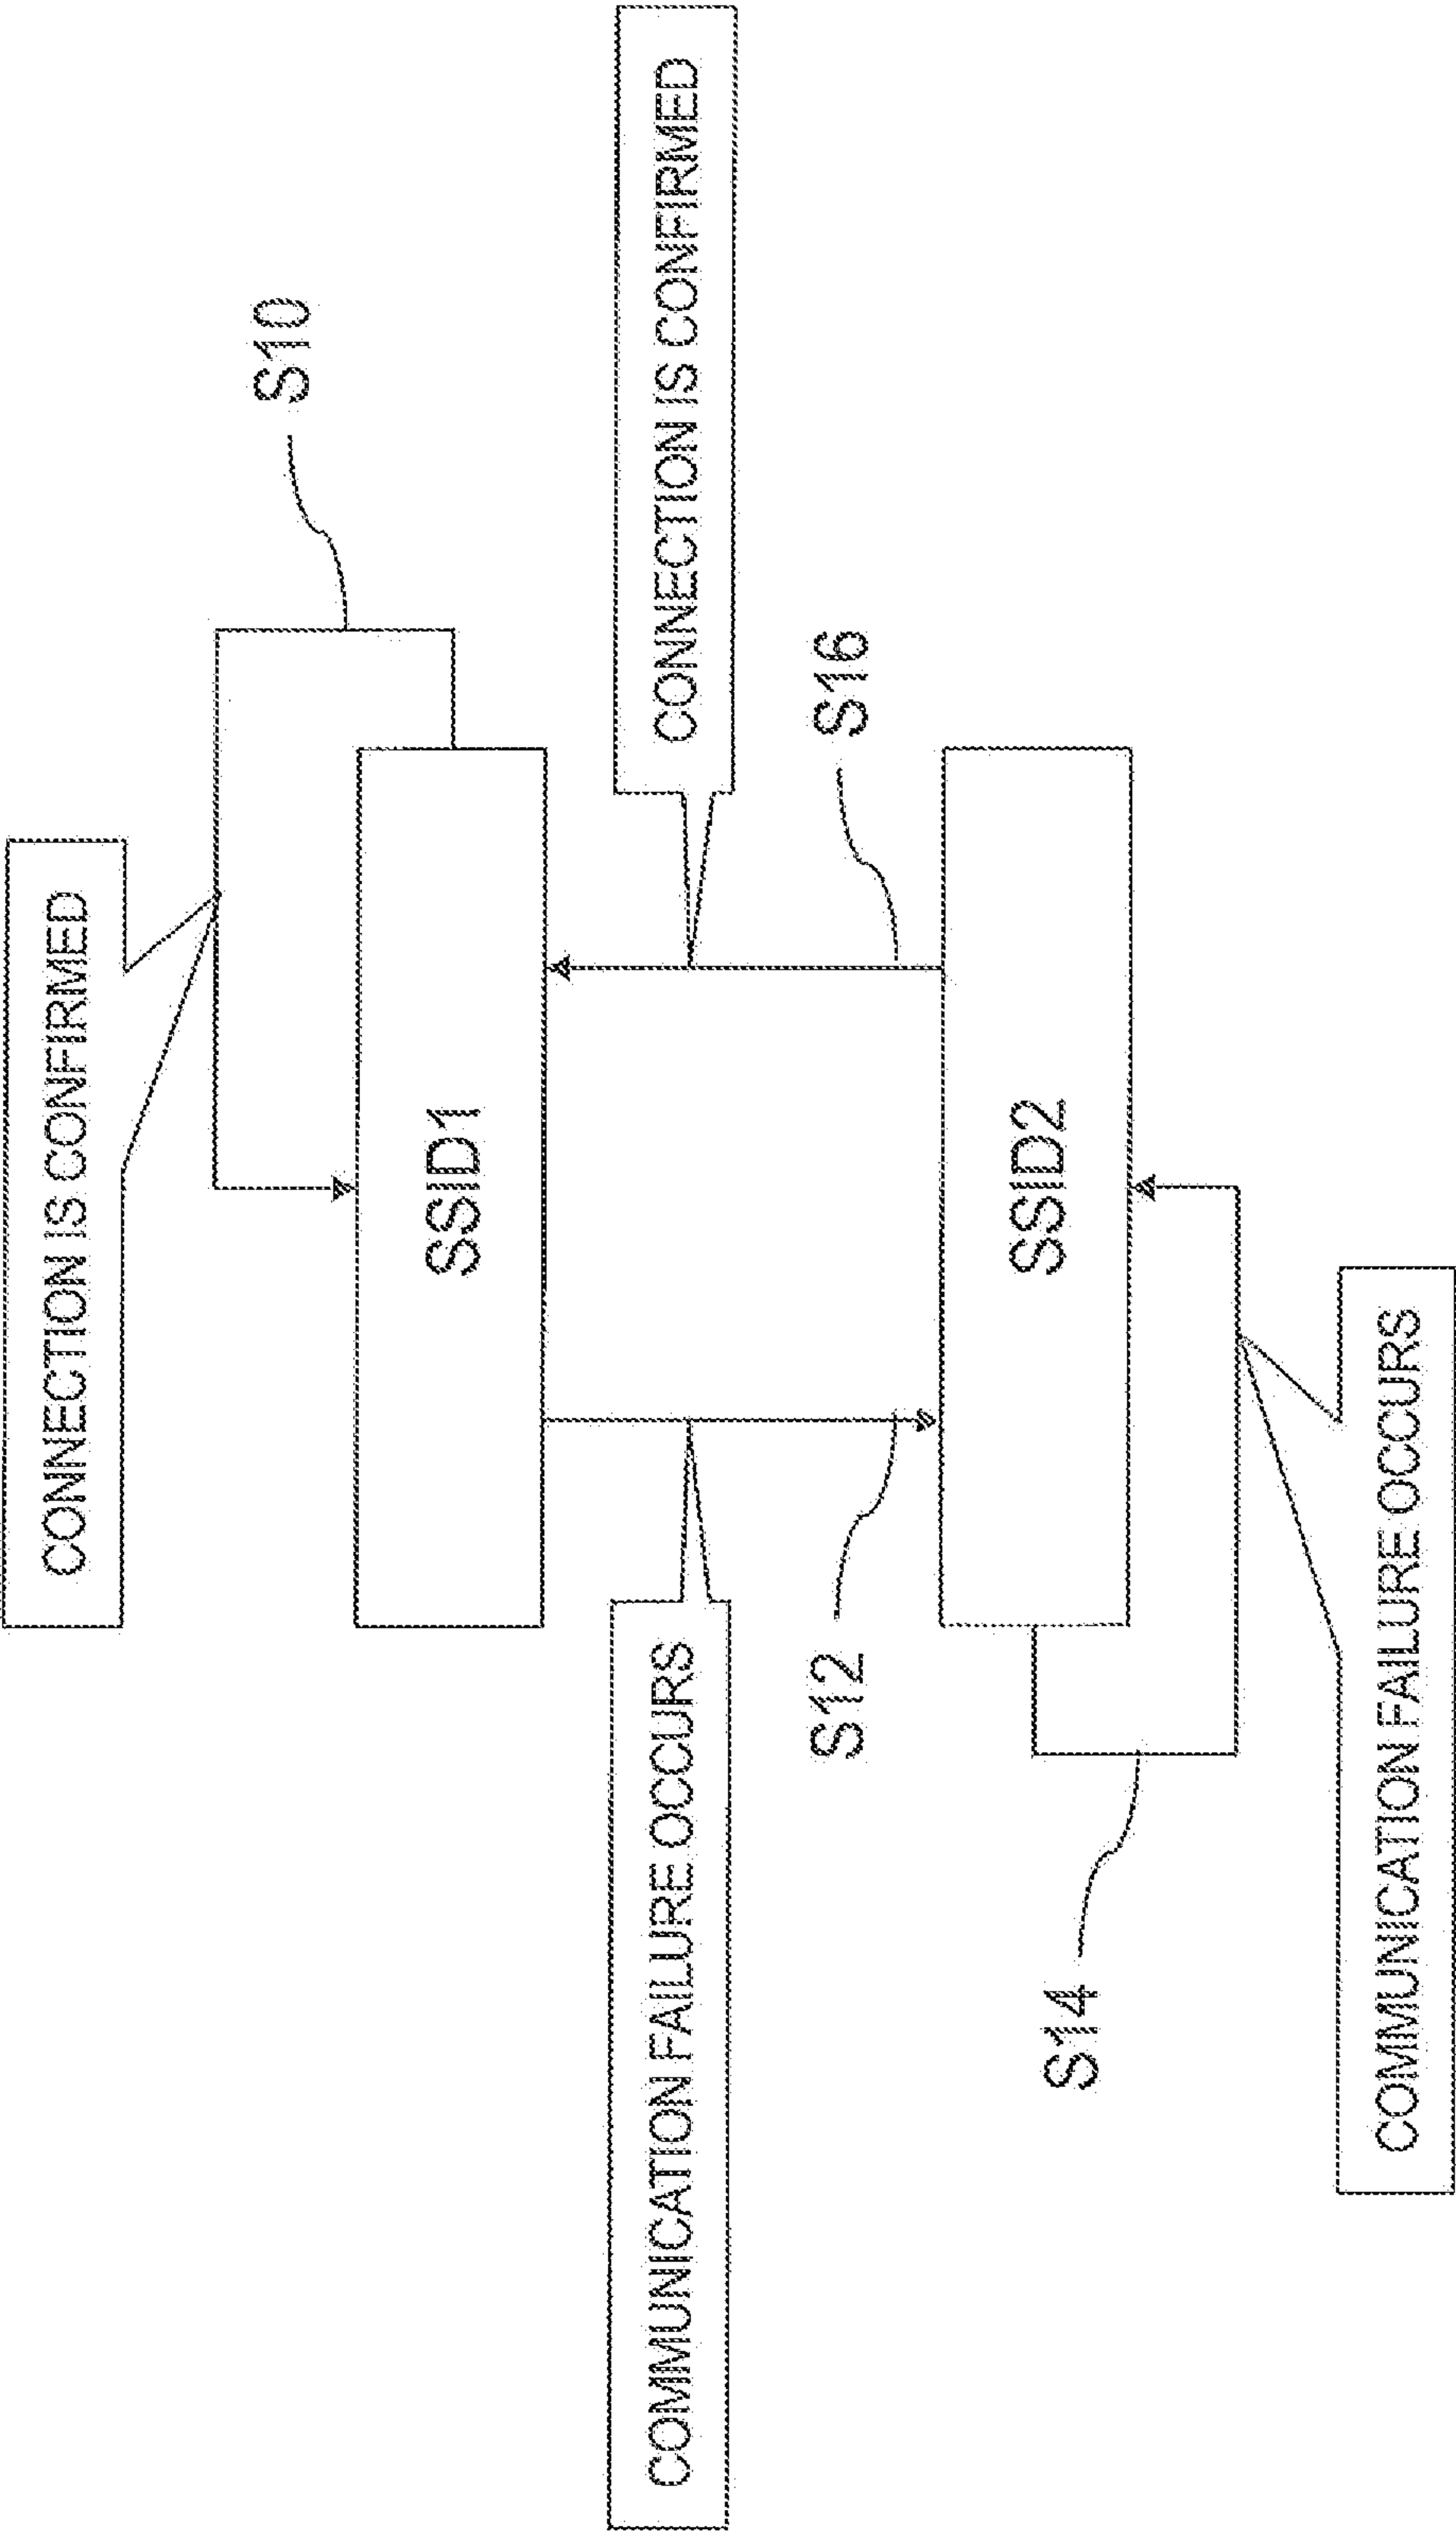 CONNECTION IS CONFIRMED
S10
SSID1
CONNECTION IS CONFIRMED
COMMUNICATION FAILURE OCCURS
S16
S12
SSID2
S14
COMMUNICATION FAILURE OCCURS